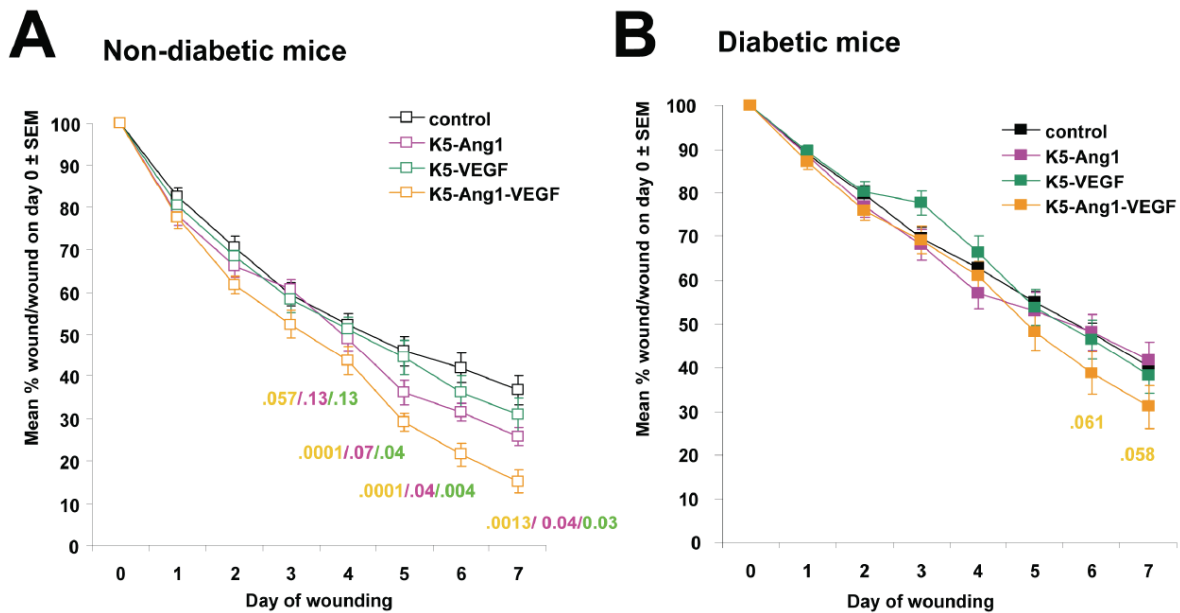 A
Non-diabetic mice
control
K5-Ang1
K5-VEGF
K5-Ang1-VEGF
Mean % wound/wound on day 0 ± SEM
100
90
80
70
60
50
40
30
20
10
0
.057/.13/.13
.0001/.07/.04
.0001/.04/.004
.0013/ 0.04/0.03
0 1 2 3 4 5 6 7
Day of wounding
B
Diabetic mice
control
K5-Ang1
K5-VEGF
K5-Ang1-VEGF
Mean % wound/wound on day 0 ± SEM
100
90
80
70
60
50
40
30
20
10
0
.061
.058
0 1 2 3 4 5 6 7
Day of wounding